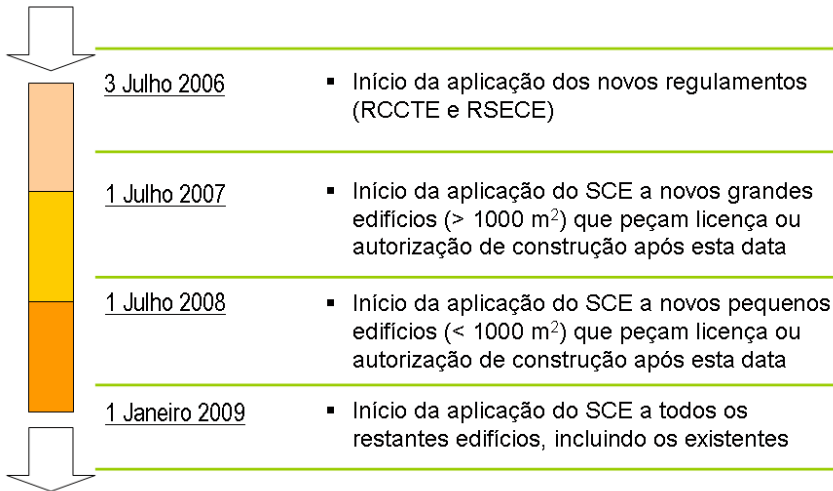 3 Julho 2006
▪ Início da aplicação dos novos regulamentos
(RCCTE e RSECE)
1 Julho 2007
▪ Início da aplicação do SCE a novos grandes
edifícios (> 1000 m²) que peçam licença ou
autorização de construção após esta data
1 Julho 2008
▪ Início da aplicação do SCE a novos pequenos
edifícios (< 1000 m²) que peçam licença ou
autorização de construção após esta data
1 Janeiro 2009
▪ Início da aplicação do SCE a todos os
restantes edifícios, incluindo os existentes